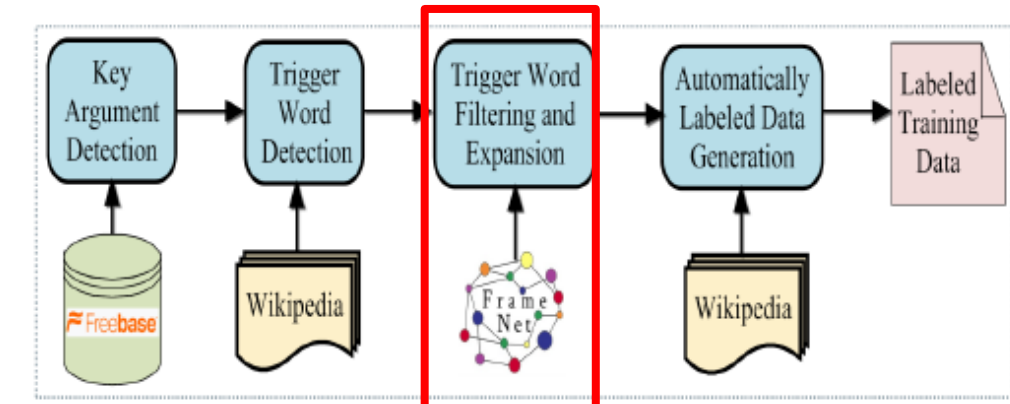 Key
Argument
Detection
Trigger
Word
Detection
Trigger Word
Filtering and
Expansion
Automatically
Labeled Data
Generation
Labeled
Training
Data
Freebase
Wikipedia
Frame
Net
Wikipedia